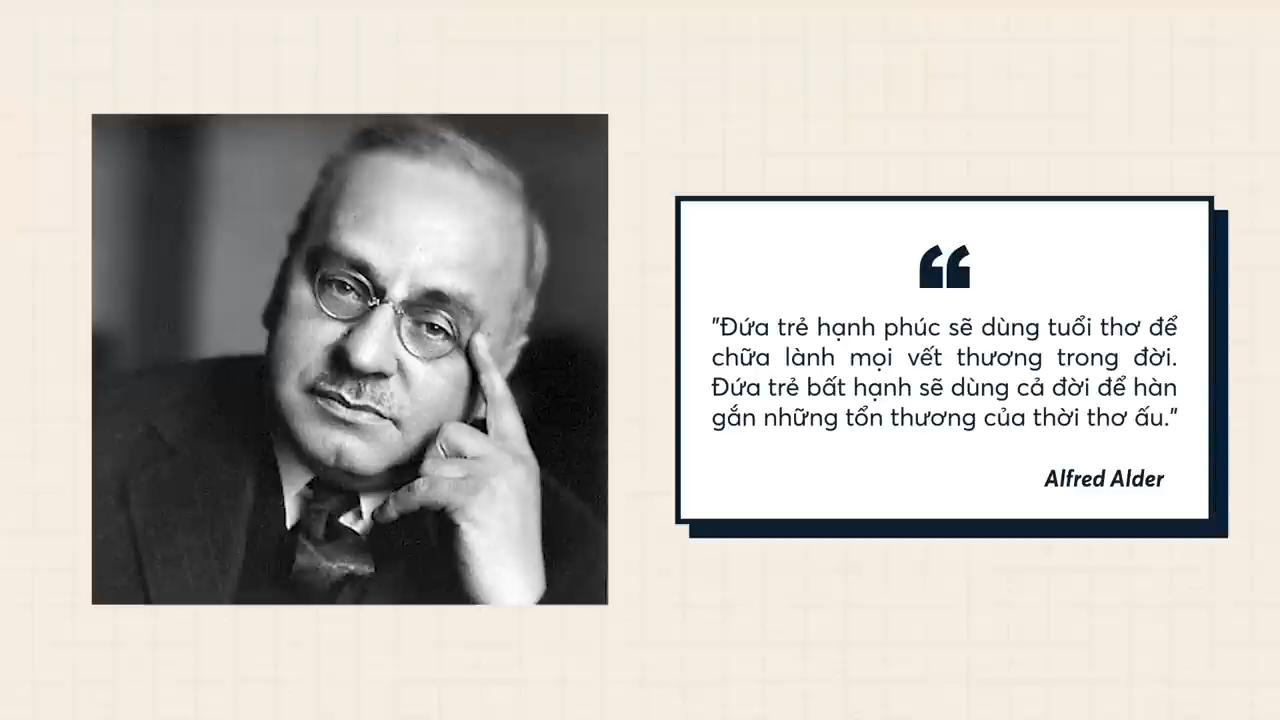 "Đứa trẻ hạnh phúc sẽ dùng tuổi thơ để
chữa lành mọi vết thương trong đời.
Đứa trẻ bất hạnh sẽ dùng cả đời để hàn
gắn những tổn thương của thời thơ ấu."
Alfred Alder